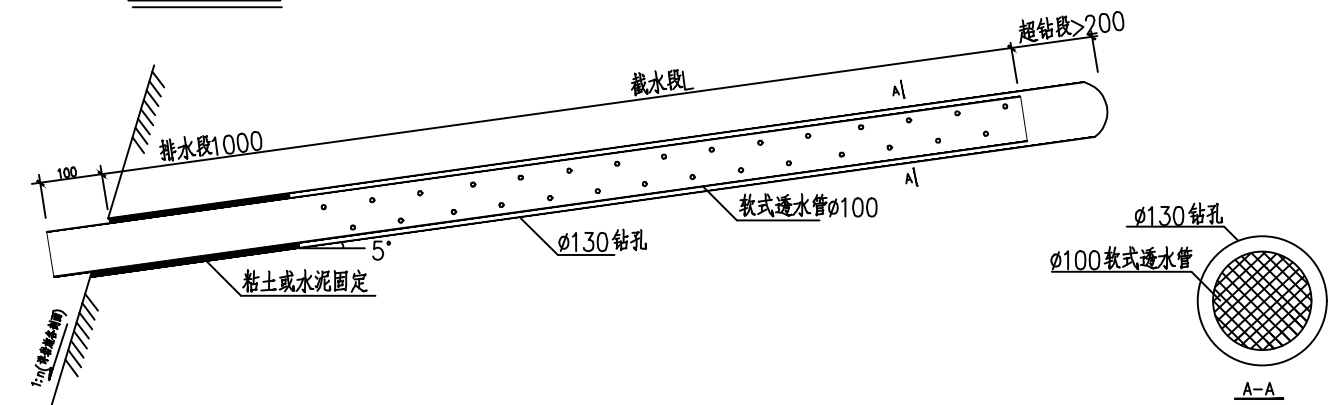 超钻段>200
截水段L
A
排水段1000
100
A
软式透水管Ø100
Ø130钻孔
5°
粘土或水泥固定
Ø130钻孔
Ø100软式透水管
A-A